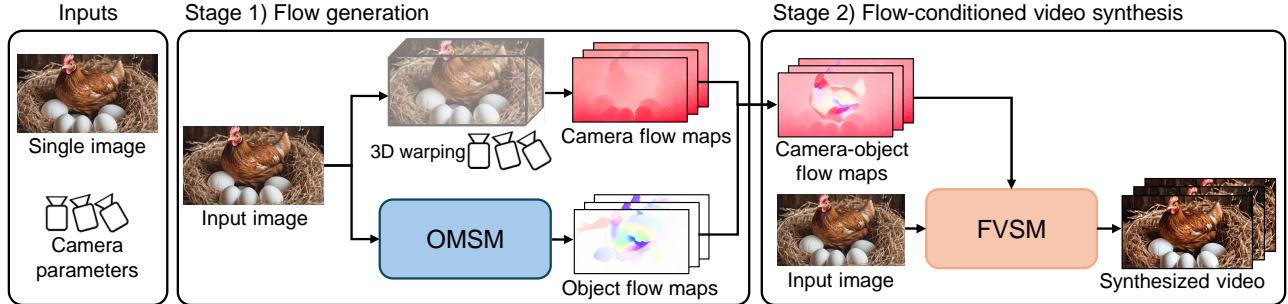 Inputs
Single image
Camera
parameters
Stage 1) Flow generation
Input image
3D warping
Camera flow maps
OMSM
Object flow maps
Stage 2) Flow-conditioned video synthesis
Camera-object
flow maps
Input image
FVSM
Synthesized video